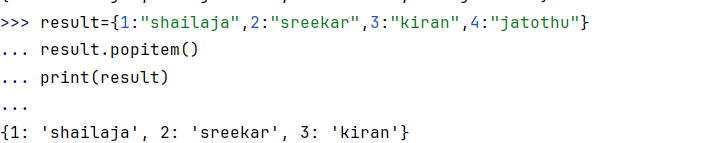 >>> result={1:"shailaja",2:"sreekar",3:"kiran",4:"jatothu"}
... result.popitem()
... print(result)
...
{1: 'shailaja', 2: 'sreekar', 3: 'kiran'}